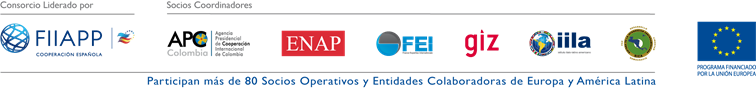 Consorcio Liderado por
Socios Coordinadores
FIIAPP
COOPERACIÓN ESPAÑOLA
APC
Colombia
Agencia
Presidencial
de Cooperación
Internacional
de Colombia
ENAP
FEI
giz
iila
PROGRAMA FINANCIADO
POR LA UNIÓN EUROPEA
Participan más de 80 Socios Operativos y Entidades Colaboradoras de Europa y América Latina